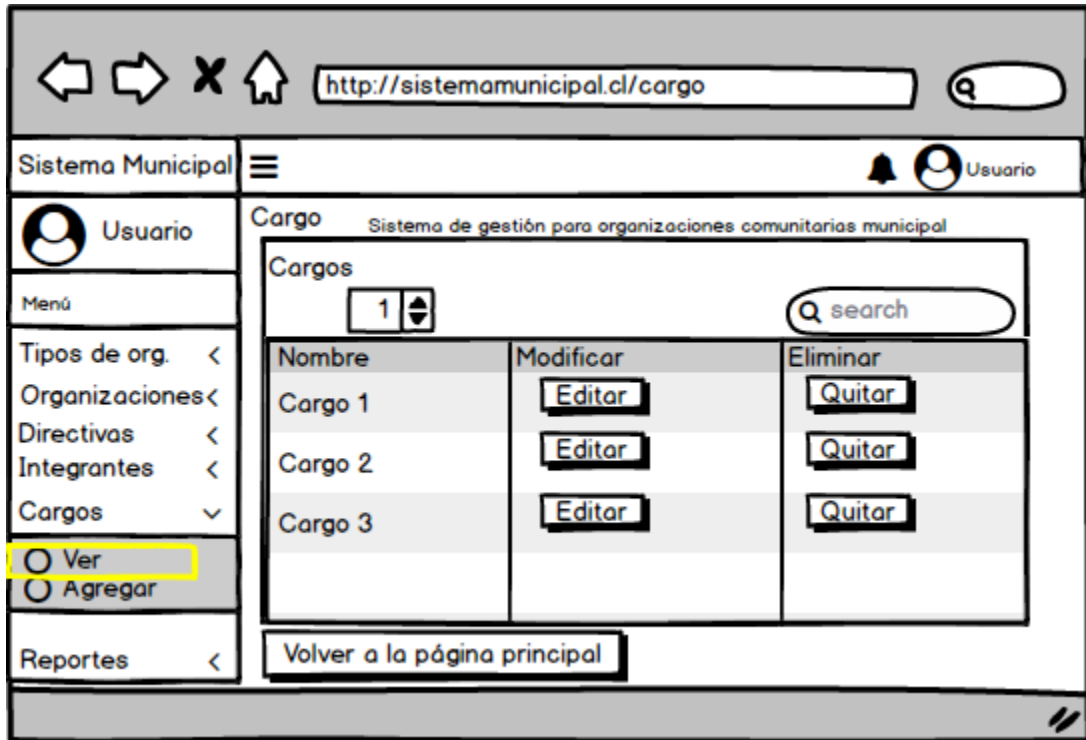 http://sistemamunicipal.cl/cargo
Sistema Municipal
Usuario
Usuario
Menú
Tipos de org.
Organizaciones
Directivas
Integrantes
Cargos
Ver
Agregar
Reportes
Cargo
Sistema de gestión para organizaciones comunitarias municipal
Cargos
1
search
Nombre Modificar Eliminar
Cargo 1 Editar Quitar
Cargo 2 Editar Quitar
Cargo 3 Editar Quitar
Volver a la página principal